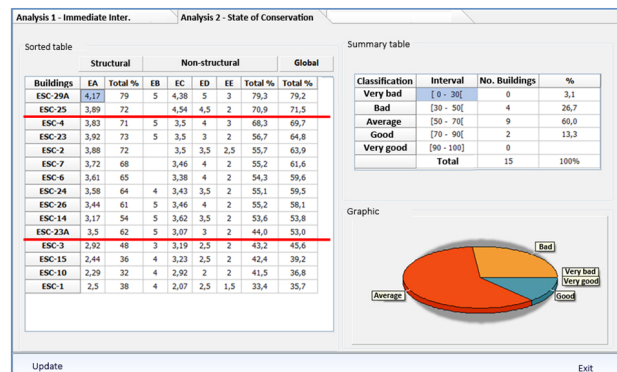 Analysis 1 - Immediate Inter. Analysis 2 - State of Conservation
Sorted table
Structural Non-structural Global
Buildings EA Total % EB EC ED EE Total % Total %
ESC-29A 4,17 79 5 4,38 5 3 79,3 79,2
ESC-25 3,89 72 4,54 4,5 2 70,9 71,5
ESC-4 3,83 71 5 3,5 4 3 68,3 69,7
ESC-23 3,92 73 5 3,5 3 2 56,7 64,8
ESC-2 3,88 72 3,5 3,5 2,5 55,7 63,9
ESC-7 3,72 68 3,46 4 2 55,2 61,6
ESC-6 3,61 65 3,38 4 2 54,3 59,6
ESC-24 3,58 64 4 3,43 3,5 2 55,1 59,5
ESC-26 3,44 61 5 3,46 4 2 55,2 58,1
ESC-14 3,17 54 5 3,62 3,5 2 53,6 53,8
ESC-23A 3,5 62 5 3,07 3 2 44,0 53,0
ESC-3 2,92 48 3 3,19 2,5 2 43,2 45,6
ESC-15 2,44 36 4 3,23 2,5 2 42,4 39,2
ESC-10 2,29 32 4 2,92 2 2 41,5 36,8
ESC-1 2,5 38 4 2,07 2,5 1,5 33,4 35,7
Summary table
Classification Interval No. Buildings %
Very bad [ 0 - 30[ 0 3,1
Bad [30 - 50[ 4 26,7
Average [50 - 70[ 9 60,0
Good [70 - 90[ 2 13,3
Very good [90 - 100] 0
Total 15 100%
Graphic
Bad
Very bad
Very good
Average
Good
Update Exit